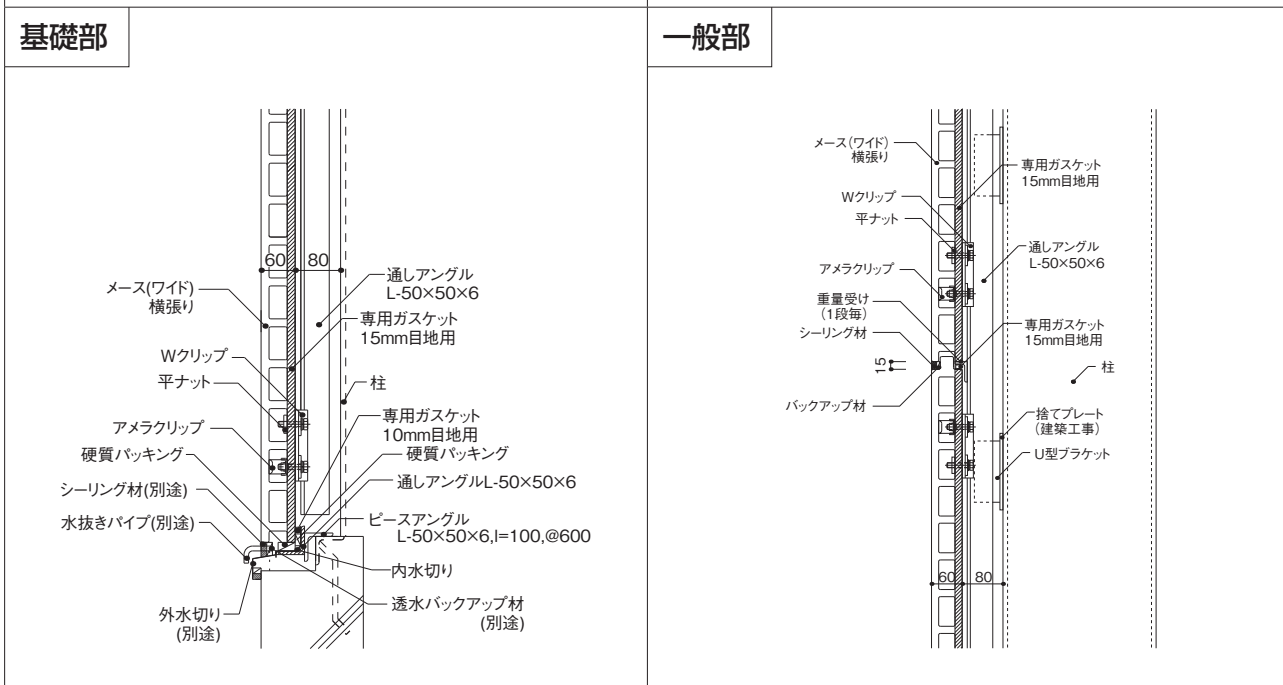 基礎部
60
80
メース(ワイド)
横張り
通しアングル
L-50×50×6
専用ガスケット
15mm目地用
Wクリップ
平ナット
柱
アメラクリップ
専用ガスケット
10mm目地用
硬質パッキング
硬質パッキング
シーリング材(別途)
通しアングルL-50×50×6
水抜きパイプ(別途)
ピースアングル
L-50×50×6,l=100,@600
内水切り
外水切り
(別途)
透水バックアップ材
(別途)
一般部
メース(ワイド)
横張り
専用ガスケット
15mm目地用
Wクリップ
平ナット
通しアングル
L-50×50×6
アメラクリップ
重量受け
(1段毎)
シーリング材
専用ガスケット
15mm目地用
15
柱
バックアップ材
捨てプレート
(建築工事)
U型ブラケット
60
80